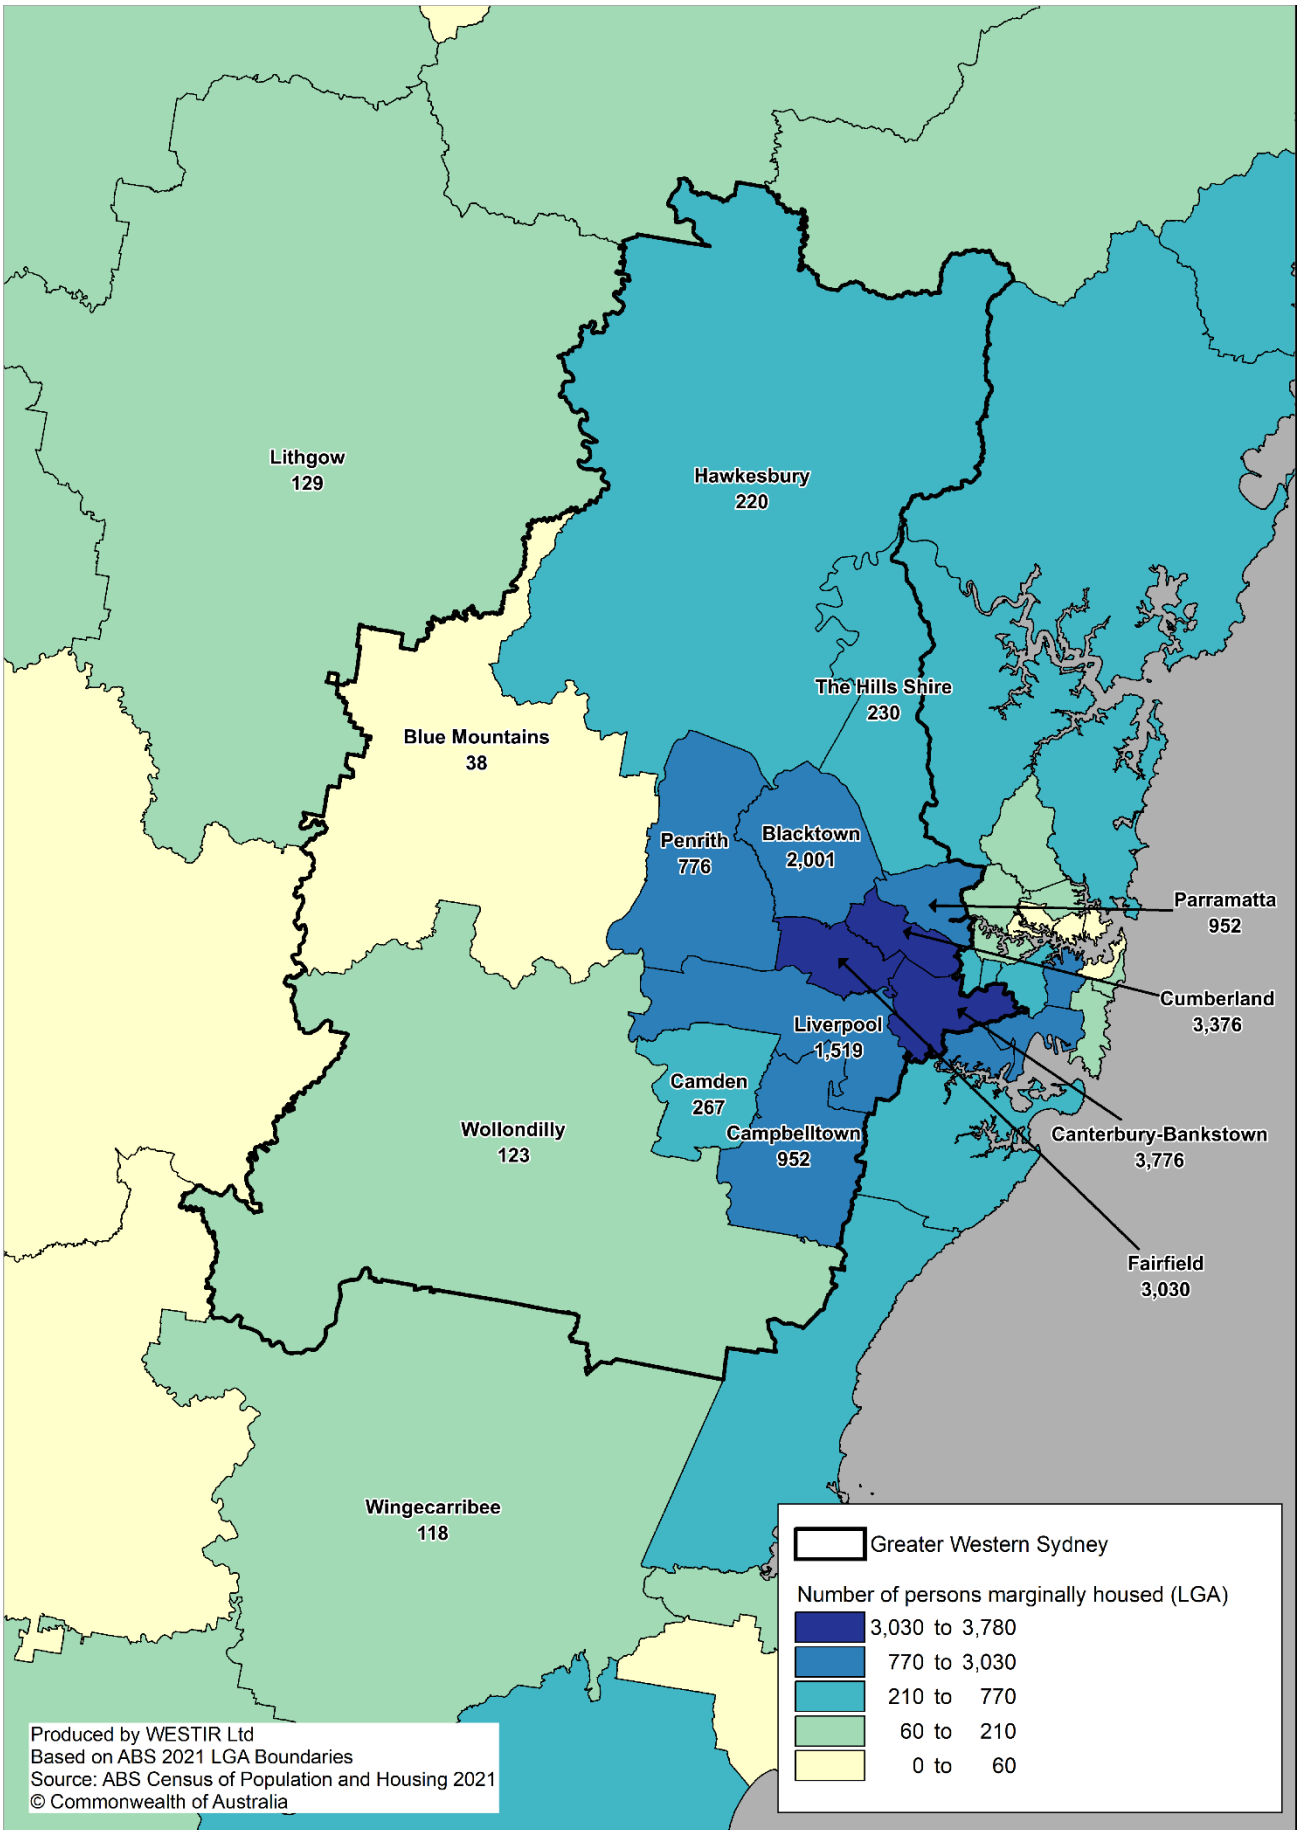 Lithgow
129
Hawkesbury
220
The Hills Shire
230
Blue Mountains
38
Penrith
776
Blacktown
2,001
Parramatta
952
Cumberland
3,376
Liverpool
1,519
Camden
267
Campbelltown
952
Wollondilly
123
Canterbury-Bankstown
3,776
Fairfield
3,030
Wingecarribee
118
Greater Western Sydney
Number of persons marginally housed (LGA)
3,030 to 3,780
770 to 3,030
210 to 770
60 to 210
0 to 60
Produced by WESTIR Ltd
Based on ABS 2021 LGA Boundaries
Source: ABS Census of Population and Housing 2021
© Commonwealth of Australia